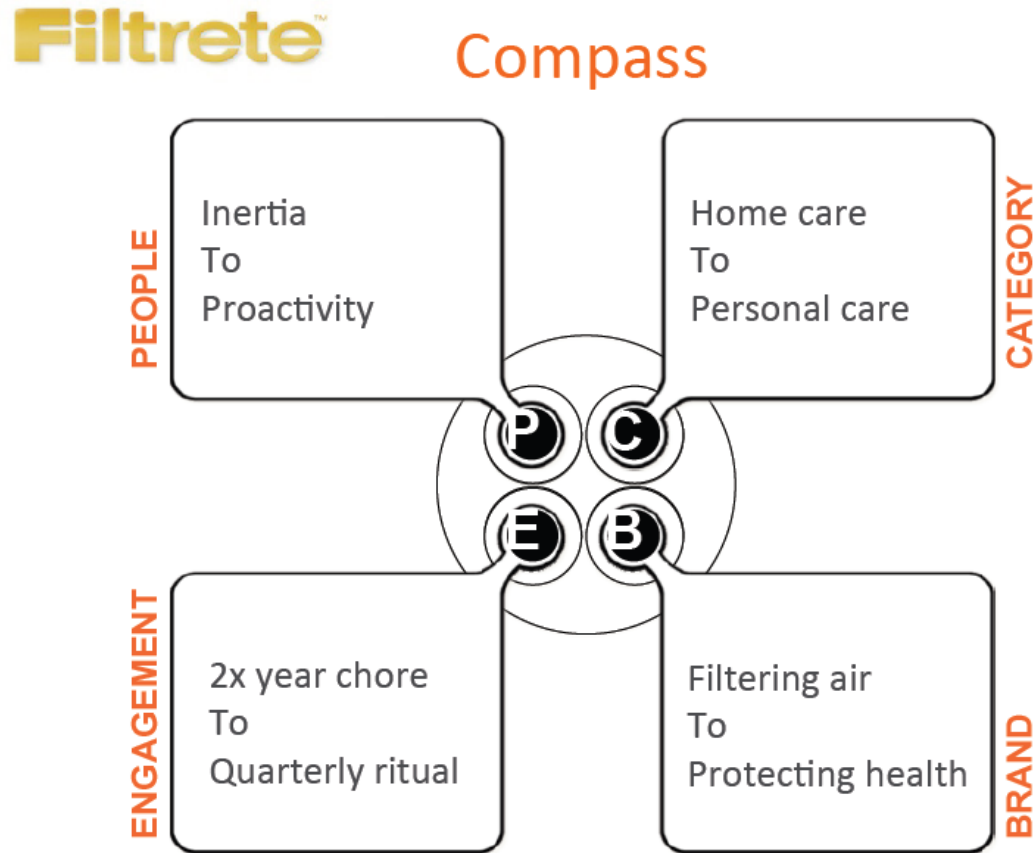 Filtrete™
Compass
PEOPLE
Inertia
To
Proactivity
CATEGORY
Home care
To
Personal care
P
C
E
B
ENGAGEMENT
2x year chore
To
Quarterly ritual
BRAND
Filtering air
To
Protecting health